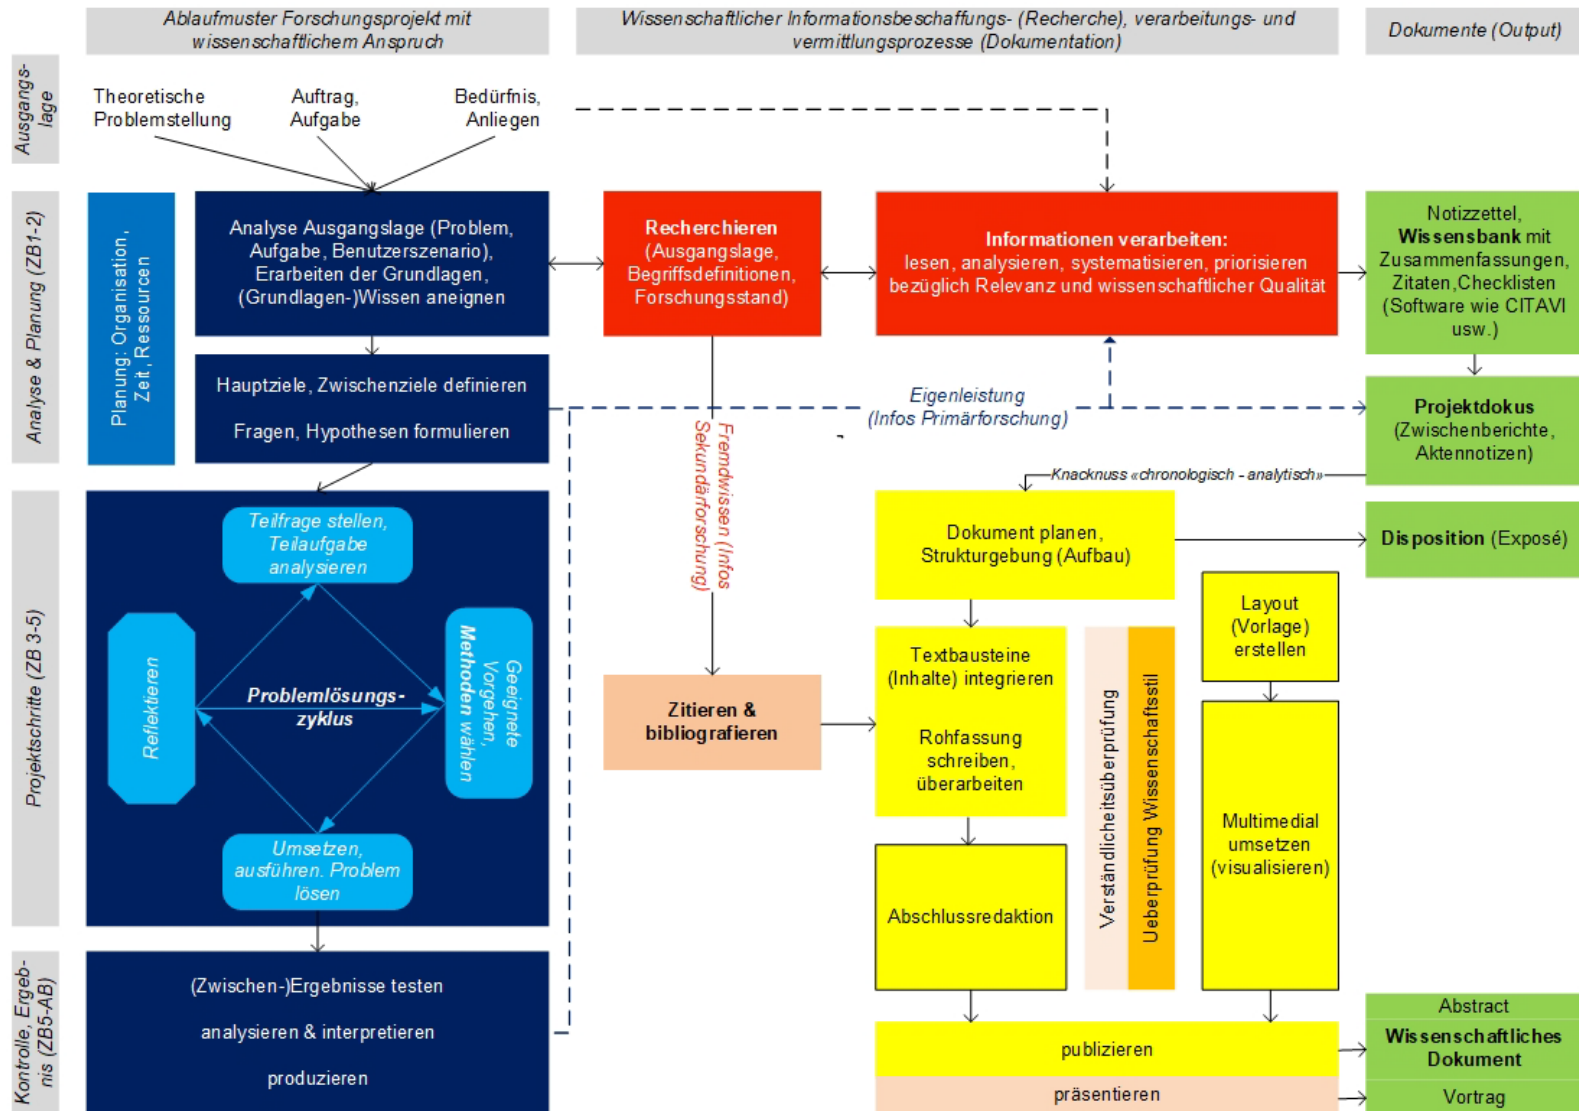 Ablaufmuster Forschungsprojekt mit
wissenschaftlichem Anspruch
Wissenschaftlicher Informationsbeschaffungs- (Recherche), verarbeitungs- und
vermittlungsprozesse (Dokumentation)
Dokumente (Output)
Ausgangs-
lage
Theoretische
Problemstellung
Auftrag,
Aufgabe
Bedürfnis,
Anliegen
Analyse & Planung (ZB1-2)
Planung: Organisation,
Zeit, Ressourcen
Analyse Ausgangslage (Problem,
Aufgabe, Benutzerszenario),
Erarbeiten der Grundlagen,
(Grundlagen-)Wissen aneignen
Recherchieren
(Ausgangslage,
Begriffsdefinitionen,
Forschungsstand)
Informationen verarbeiten:
lesen, analysieren, systematisieren, priorisieren
bezüglich Relevanz und wissenschaftlicher Qualität
Notizzettel,
Wissensbank mit
Zusammenfassungen,
Zitaten,Checklisten
(Software wie CITAVI
usw.)
Hauptziele, Zwischenziele definieren
Fragen, Hypothesen formulieren
Eigenleistung
(Infos Primärforschung)
Projektdokus
(Zwischenberichte,
Aktennotizen)
Fremdwissen (Infos
Sekundärforschung)
Knacknuss «chronologisch - analytisch»
Projektschritte (ZB 3-5)
Teilfrage stellen,
Teilaufgabe
analysieren
Reflektieren
Problemlösungs-
zyklus
Geeignete
Vorgehen,
Methoden wählen
Umsetzen,
ausführen. Problem
lösen
Dokument planen,
Strukturgebung (Aufbau)
Disposition (Exposé)
Layout
(Vorlage)
erstellen
Textbausteine
(Inhalte) integrieren
Rohfassung
schreiben,
überarbeiten
Zitieren &
bibliografieren
Verständlicheitsüberprüfung
Ueberprüfung Wissenschaftsstil
Multimedial
umsetzen
(visualisieren)
Abschlussredaktion
Kontrolle, Ergeb-
nis (ZB5-AB)
(Zwischen-)Ergebnisse testen
analysieren & interpretieren
produzieren
publizieren
präsentieren
Abstract
Wissenschaftliches
Dokument
Vortrag